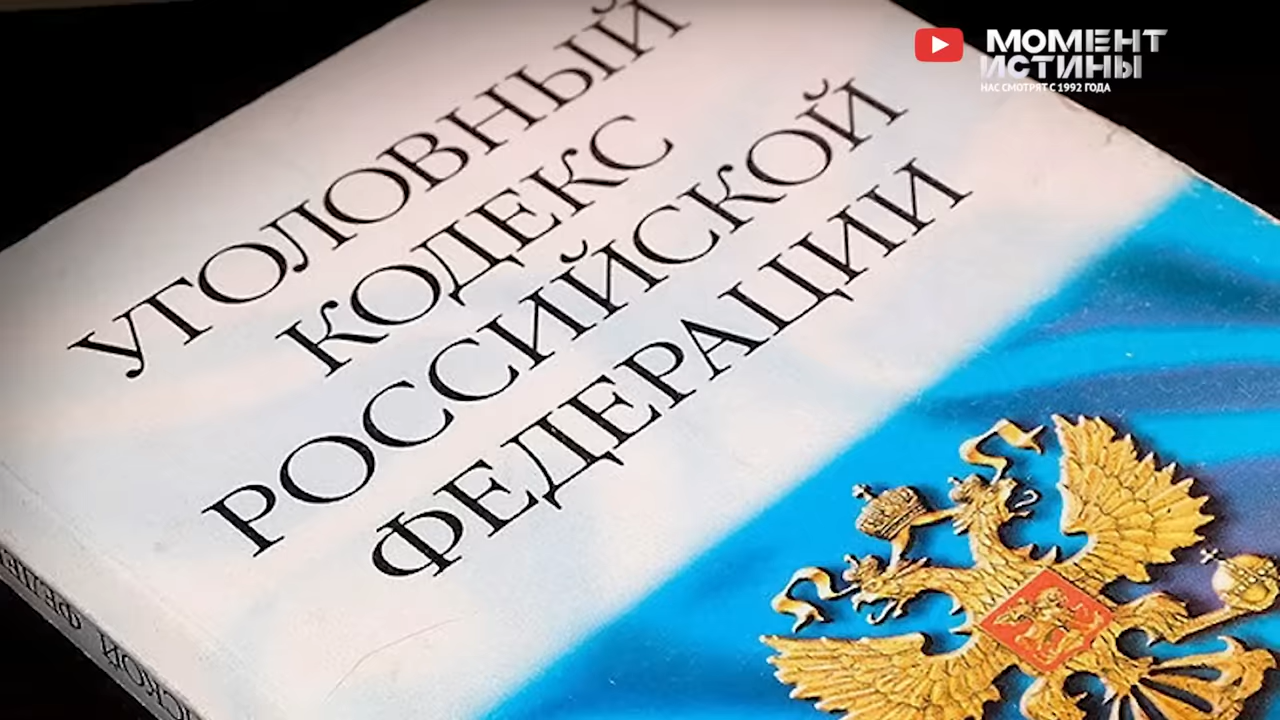 МОМЕНТ
ИСТИНЫ
НАС СМОТРЯТ С 1992 ГОДА
УГОЛОВНЫЙ
КОДЕКС
РОССИЙСКОЙ
ФЕДЕРАЦИИ